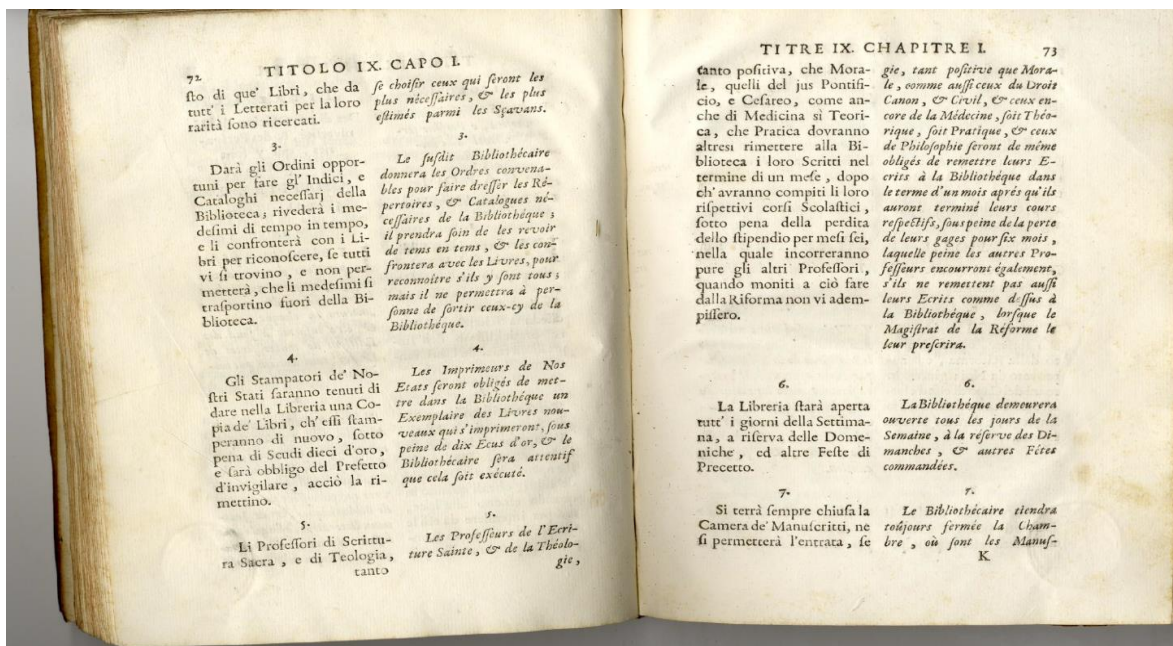 72 TITOLO IX. CAPO I.
ſto di que' Libri, che da
tutt' i Letterati per la loro
rarità ſono ricercati.
3.
Darà gli Ordini oppor-
tuni per fare gl' Indici, e
Cataloghi neceſſarj della
Biblioteca; rivederà i me-
deſimi di tempo in tempo,
e li confronterà con i Li-
bri per riconoſcere, ſe tutti
vi ſi trovino, e non per-
metterà, che li medeſimi ſi
traſportino fuori della Bi-
blioteca.
4.
Gli Stampatori de' No-
ſtri Stati ſaranno tenuti di
dare nella Libreria una Co-
pia de' Libri, ch' eſſi ſtam-
peranno di nuovo, ſotto
pena di Scudi dieci d'oro,
e ſarà obbligo del Prefetto
d'invigilare, acciò la ri-
mettino.
5.
Li Profeſſori di Scrittu-
ra Sacra, e di Teologia,
tanto
ſe choiſir ceux qui ſeront les
plus néceſſaires, & les plus
eſtimés parmi les Sçavans.
3.
Le ſuſdit Bibliothécaire
donnera les Ordres convena-
bles pour faire dreſſer les Ré-
pertoires, & Catalogues né-
ceſſaires de la Bibliothéque;
il prendra ſoin de les revoir
de tems en tems, & les con-
frontera avec les Livres, pour
reconnoître s'ils y ſont tous;
mais il ne permettra à per-
ſonne de ſortir ceux-cy de la
Bibliothéque.
4.
Les Imprimeurs de Nos
Etats ſeront obligés de met-
tre dans la Bibliothéque un
Exemplaire des Livres nou-
veaux qui s'imprimeront, ſous
peine de dix Ecus d'or, & le
Bibliothécaire ſera attentif
que cela ſoit exécuté.
5.
Les Profeſſeurs de l'Ecri-
ture Sainte, & de la Théolo-
gie,
TITRE IX. CHAPITRE I. 73
tanto poſitiva, che Mora-
le, quelli del jus Pontifi-
cio, e Ceſareo, come an-
che di Medicina sì Teori-
ca, che Pratica dovranno
altresì rimettere alla Bi-
blioteca i loro Scritti nel
termine di un meſe, dopo
ch' avranno compiti li loro
riſpettivi corſi Scolaſtici,
ſotto pena della perdita
dello ſtipendio per meſi ſei,
nella quale incorreranno
pure gli altri Profeſſori,
quando moniti a ciò fare
dalla Riforma non vi adem-
piſſero.
6.
La Libreria ſtarà aperta
tutt' i giorni della Settima-
na, a riſerva delle Dome-
niche, ed altre Feſte di
Precetto.
7.
Si terrà ſempre chiuſa la
Camera de' Manuſcritti, ne
ſi permetterà l'entrata, ſe
gie, tant poſitive que Mora-
le, comme auſſi ceux du Droit
Canon, & Civil, & ceux en-
core de la Médecine, ſoit Théo-
rique, ſoit Pratique, & ceux
de Philoſophie ſeront de même
obligés de remettre leurs E-
crits à la Bibliothéque dans
le terme d'un mois aprés qu'ils
auront terminé leurs cours
reſpectifs, ſous peine de la perte
de leurs gages pour ſix mois,
laquelle peine les autres Pro-
feſſeurs encourront également,
s'ils ne remettent pas auſſi
leurs Ecrits comme deſſus à
la Bibliothéque, lorſque le
Magiſtrat de la Réforme le
leur preſcrira.
6.
La Bibliothéque demeurera
ouverte tous les jours de la
Semaine, à la réſerve des Di-
manches, & autres Fétes
commandées.
7.
Le Bibliothécaire tiendra
toûjours fermée la Cham-
bre, où ſont les Manuſ-
K